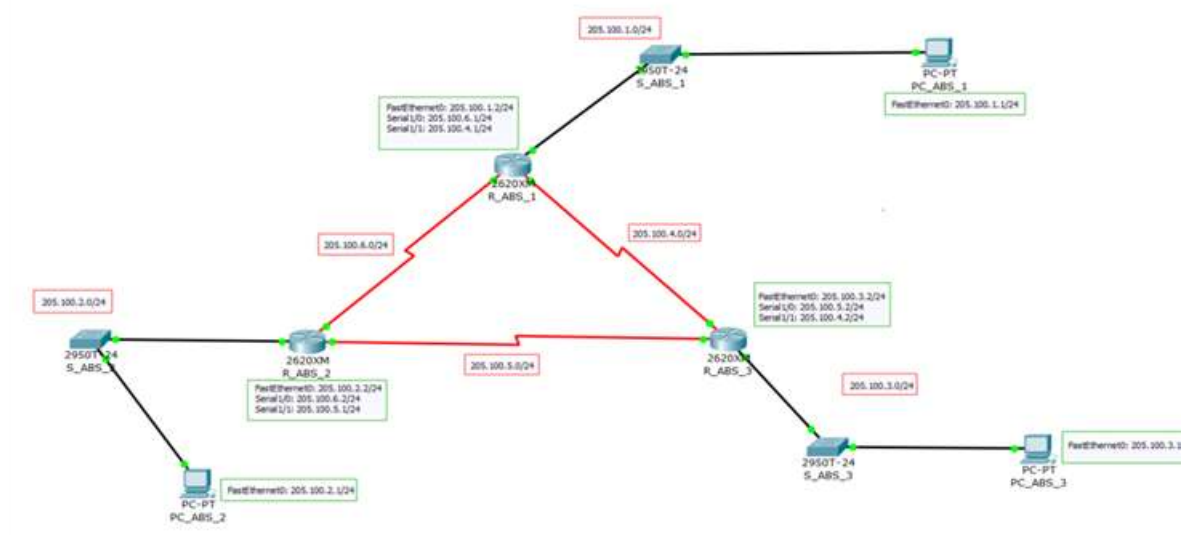 205.100.1.0/24
2950T-24
S_ABS_1
PC-PT
PC_ABS_1
FastEthernet0: 205.100.1.1/24
FastEthernet0: 205.100.1.2/24
Serial1/0: 205.100.6.1/24
Serial1/1: 205.100.4.1/24
2620XM
R_ABS_1
205.100.6.0/24
205.100.4.0/24
205.100.2.0/24
2950T-24
2620XM
R_ABS_2
FastEthernet0: 205.100.2.2/24
Serial1/0: 205.100.6.2/24
Serial1/1: 205.100.5.1/24
205.100.5.0/24
FastEthernet0: 205.100.3.2/24
Serial1/0: 205.100.5.2/24
Serial1/1: 205.100.4.2/24
2620XM
R_ABS_3
205.100.3.0/24
2950T-24
S_ABS_3
PC-PT
PC_ABS_3
FastEthernet0: 205.100.3.1
PC-PT
PC_ABS_2
FastEthernet0: 205.100.2.1/24